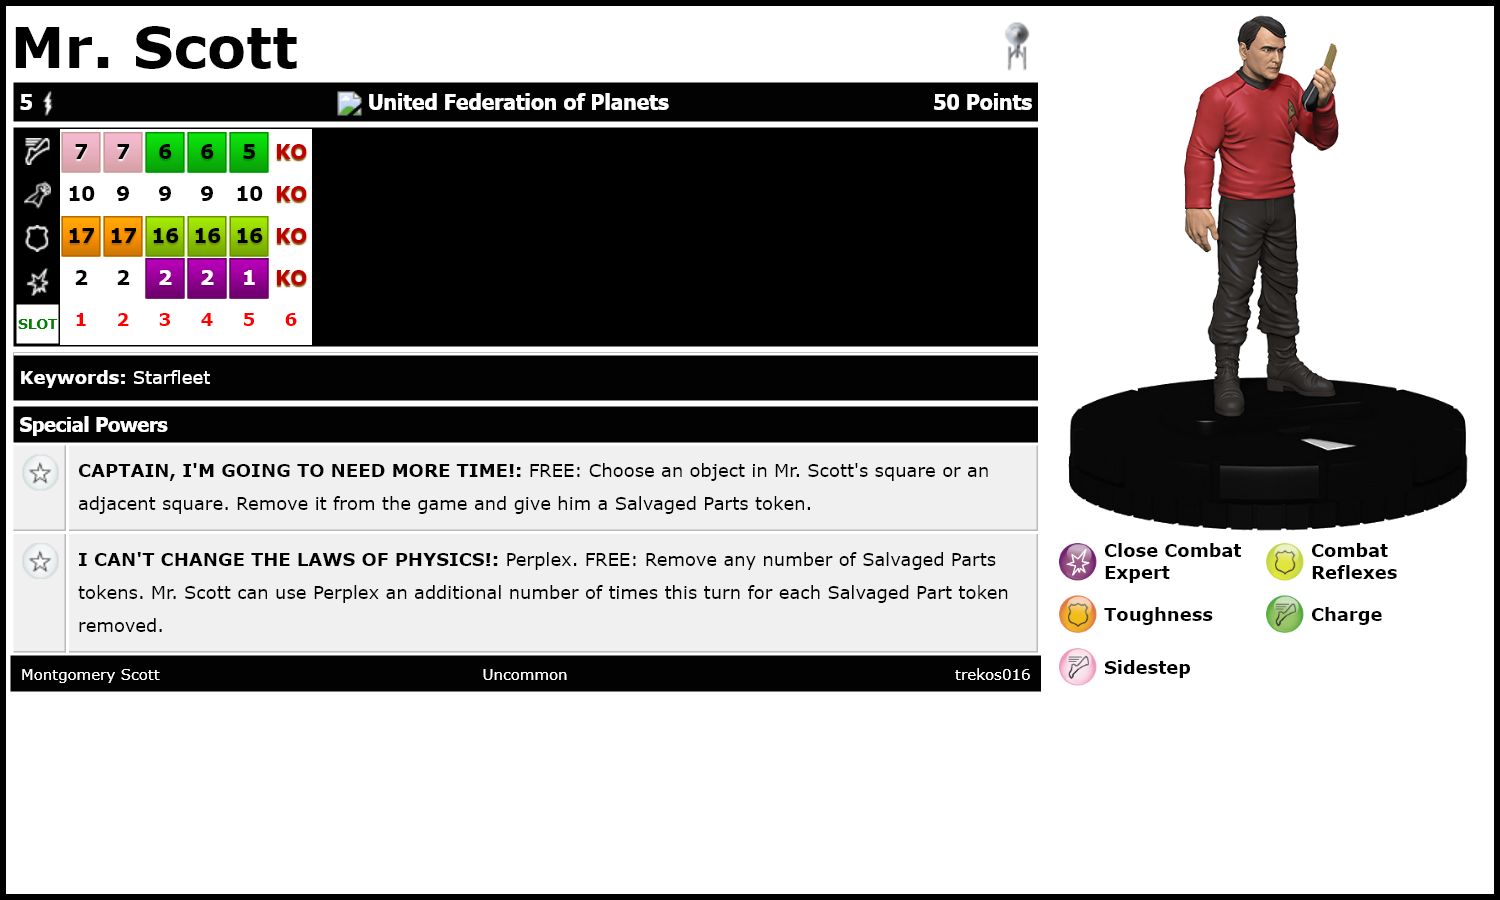 Mr. Scott
5 United Federation of Planets 50 Points
7 7 6 6 5 KO
10 9 9 9 10 KO
17 17 16 16 16 KO
2 2 2 2 1 KO
SLOT 1 2 3 4 5 6
Keywords: Starfleet
Special Powers
CAPTAIN, I'M GOING TO NEED MORE TIME!: FREE: Choose an object in Mr. Scott's square or an
adjacent square. Remove it from the game and give him a Salvaged Parts token.
I CAN'T CHANGE THE LAWS OF PHYSICS!: Perplex. FREE: Remove any number of Salvaged Parts
tokens. Mr. Scott can use Perplex an additional number of times this turn for each Salvaged Part token
removed.
Montgomery Scott Uncommon trekos016
Close Combat
Expert
Combat
Reflexes
Toughness
Charge
Sidestep